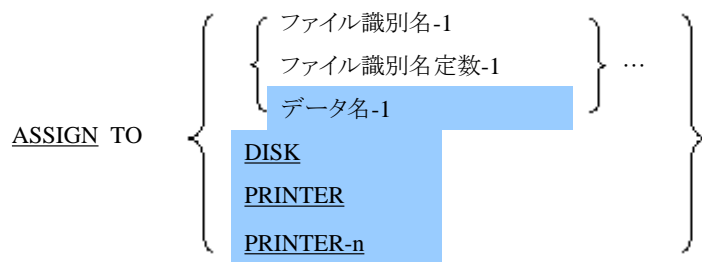 ファイル識別名-1
ファイル識別名定数-1 …
データ名-1
ASSIGN TO
DISK
PRINTER
PRINTER-n